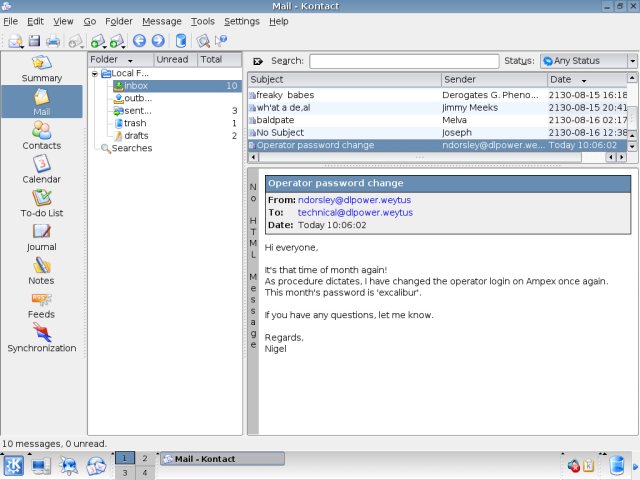 Mail - Kontact
File Edit View Go Folder Message Tools Settings Help
Summary
Mail
Contacts
Calendar
To-do List
Journal
Notes
Feeds
Synchronization
Folder Unread Total
Local F...
inbox 10
outb...
sent... 3
trash 1
drafts 2
Searches
Search: Status: Any Status
Subject Sender Date
freaky babes Derogates G. Pheno... 2130-08-15 16:18
wh'at a de,al Jimmy Meeks 2130-08-15 20:41
baldpate Melva 2130-08-16 02:17
No Subject Joseph 2130-08-16 12:38
Operator password change ndorsley@dlpower.we... Today 10:06:02
No HTML Message
Operator password change
From: ndorsley@dlpower.weytus
To: technical@dlpower.weytus
Date: Today 10:06:02
Hi everyone,
It's that time of month again!
As procedure dictates, I have changed the operator login on Ampex once again.
This month's password is 'excalibur'.
If you have any questions, let me know.
Regards,
Nigel
10 messages, 0 unread.
1 2
3 4
Mail - Kontact